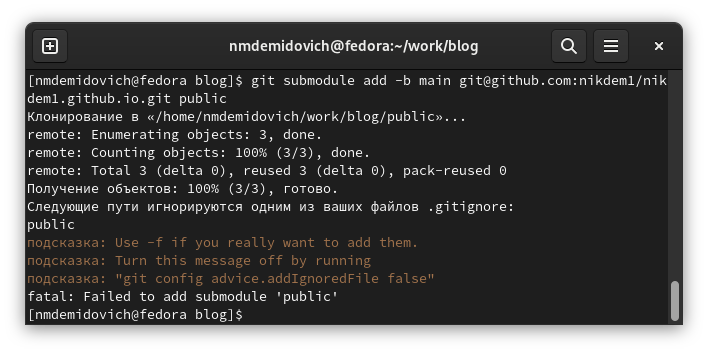 nmdemidovich@fedora:~/work/blog
[nmdemidovich@fedora blog]$ git submodule add -b main git@github.com:nikdem1/nik
dem1.github.io.git public
Клонирование в «/home/nmdemidovich/work/blog/public»...
remote: Enumerating objects: 3, done.
remote: Counting objects: 100% (3/3), done.
remote: Total 3 (delta 0), reused 3 (delta 0), pack-reused 0
Получение объектов: 100% (3/3), готово.
Следующие пути игнорируются одним из ваших файлов .gitignore:
public
подсказка: Use -f if you really want to add them.
подсказка: Turn this message off by running
подсказка: "git config advice.addIgnoredFile false"
fatal: Failed to add submodule 'public'
[nmdemidovich@fedora blog]$